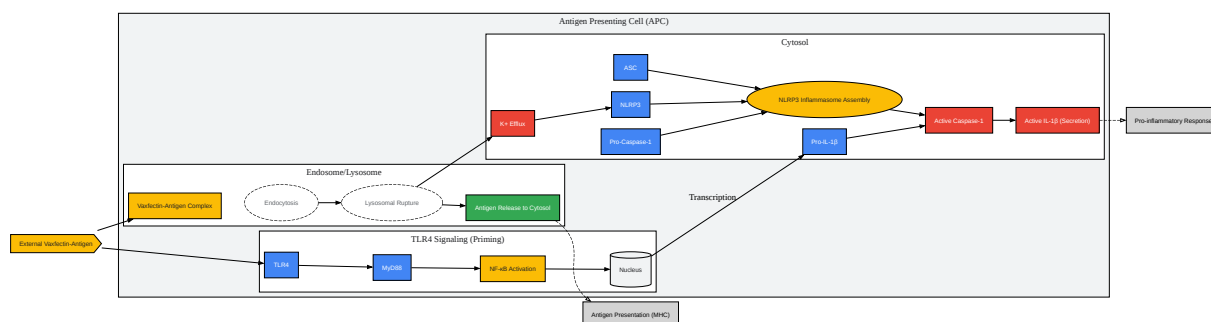 Antigen Presenting Cell (APC)
Cytosol
ASC
NLRP3
Pro-Caspase-1
K+ Efflux
NLRP3 Inflammasome Assembly
Active Caspase-1
Active IL-1β (Secretion)
Pro-inflammatory Response
Pro-IL-1β
Endosome/Lysosome
Vaxfectin-Antigen Complex
Endocytosis
Lysosomal Rupture
Antigen Release to Cytosol
Transcription
External Vaxfectin-Antigen
TLR4 Signaling (Priming)
TLR4
MyD88
NF-κB Activation
Nucleus
Antigen Presentation (MHC)